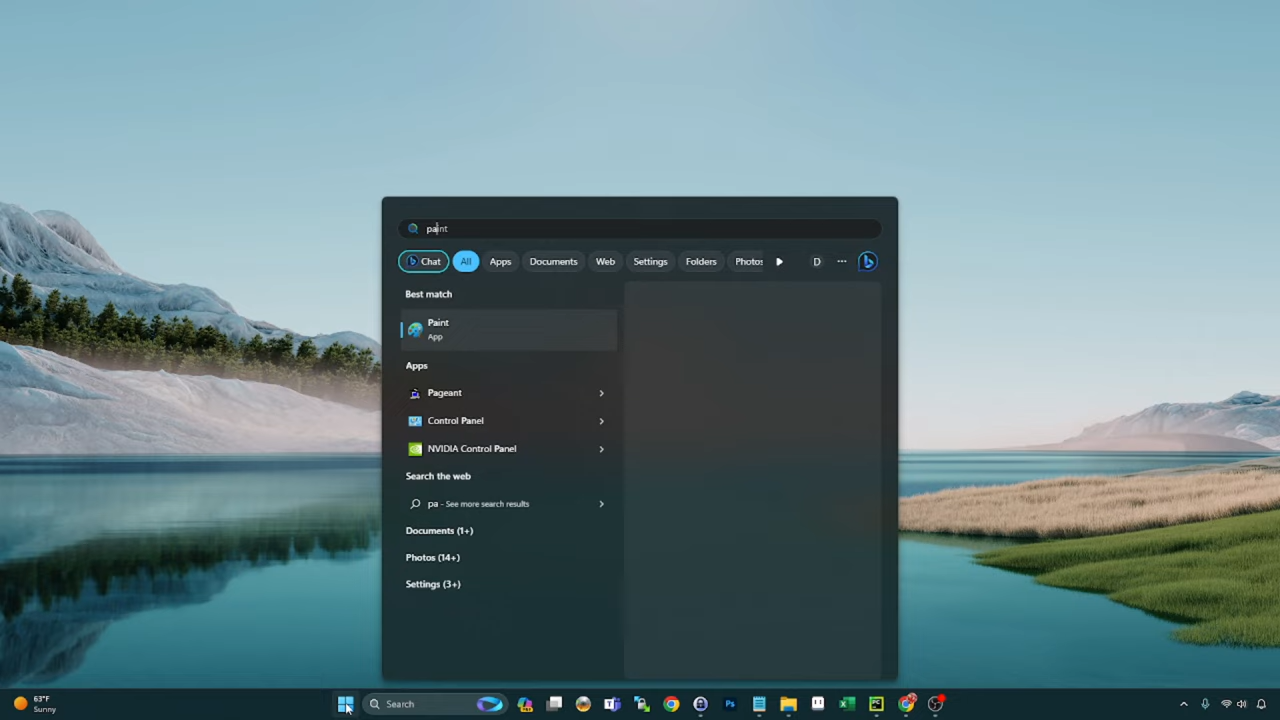 paint
Chat All Apps Documents Web Settings Folders Photos D
Best match
Paint
App
Apps
Pageant
Control Panel
NVIDIA Control Panel
Search the web
pa - See more search results
Documents (1+)
Photos (14+)
Settings (3+)
63°F
Sunny
Search